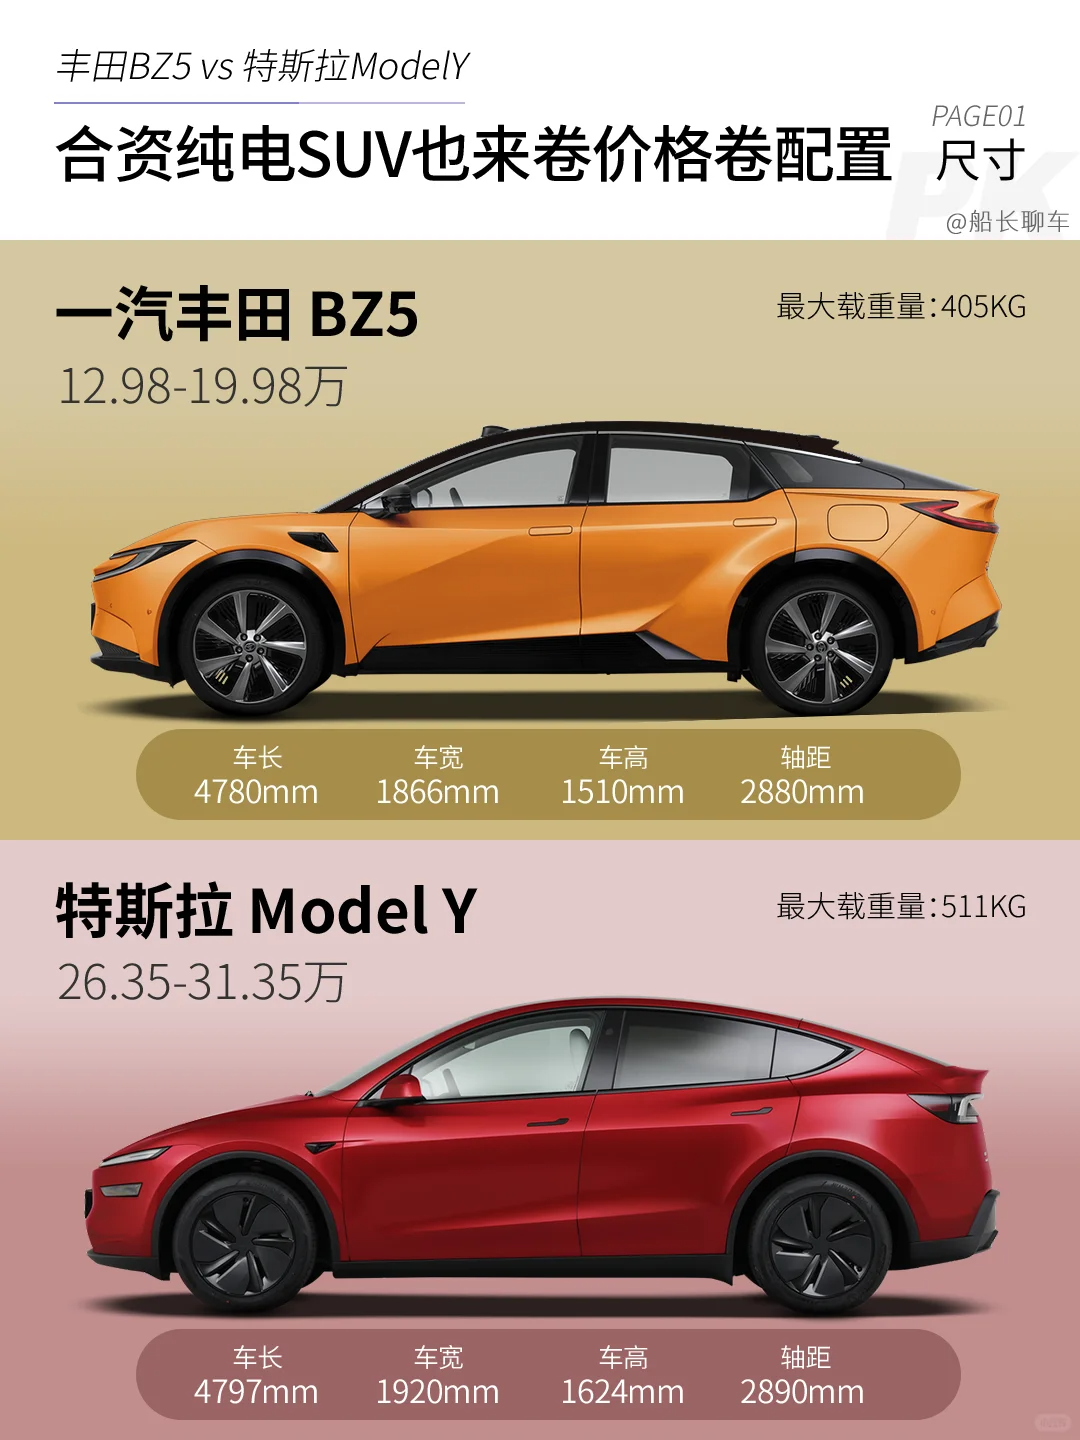 丰田BZ5 vs 特斯拉ModelY
合资纯电SUV也来卷价格卷配置
PAGE01
尺寸
PK
@船长聊车
一汽丰田 BZ5
最大载重量:405KG
12.98-19.98万
车长 车宽 车高 轴距
4780mm 1866mm 1510mm 2880mm
特斯拉 Model Y
最大载重量:511KG
26.35-31.35万
车长 车宽 车高 轴距
4797mm 1920mm 1624mm 2890mm